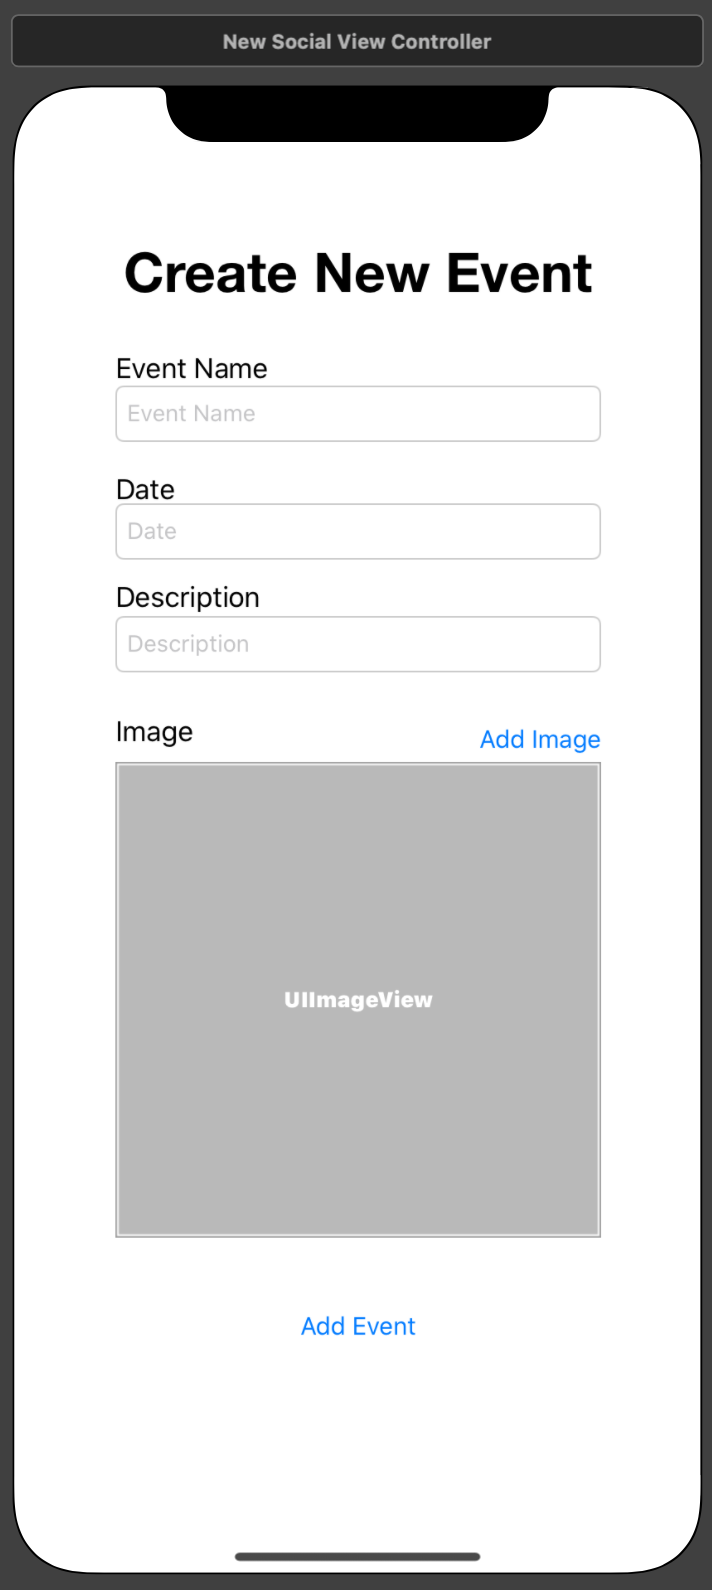 New Social View Controller
Create New Event
Event Name
Event Name
Date
Date
Description
Description
Image
Add Image
UIImageView
Add Event